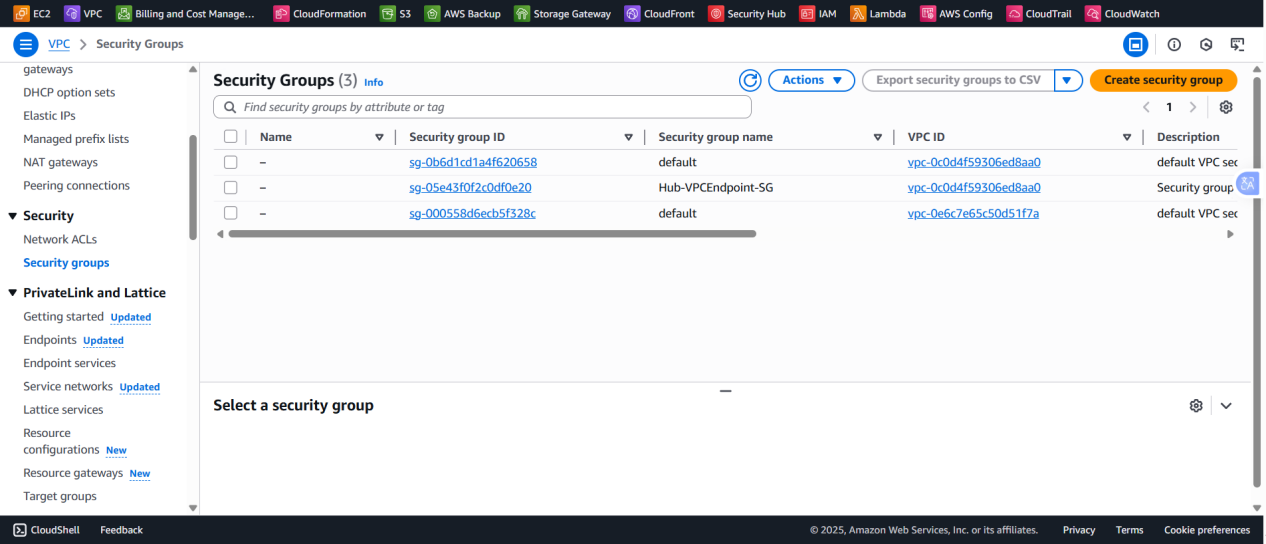 EC2 VPC Billing and Cost Manage... CloudFormation S3 AWS Backup Storage Gateway CloudFront Security Hub IAM Lambda AWS Config CloudTrail CloudWatch
VPC > Security Groups
gateways
DHCP option sets
Elastic IPs
Managed prefix lists
NAT gateways
Peering connections
Security
Network ACLs
Security groups
PrivateLink and Lattice
Getting started Updated
Endpoints Updated
Endpoint services
Service networks Updated
Lattice services
Resource
configurations New
Resource gateways New
Target groups
Security Groups (3) Info
Actions
Export security groups to CSV
Create security group
Find security groups by attribute or tag
1
Name Security group ID Security group name VPC ID Description
– sg-0b6d1cd1a4f620658 default vpc-0c0d4f59306ed8aa0 default VPC sec
– sg-05e43f0f2c0df0e20 Hub-VPCEndpoint-SG vpc-0c0d4f59306ed8aa0 Security group
– sg-000558d6ecb5f328c default vpc-0e6c7e65c50d51f7a default VPC sec
Select a security group
CloudShell Feedback © 2025, Amazon Web Services, Inc. or its affiliates. Privacy Terms Cookie preferences